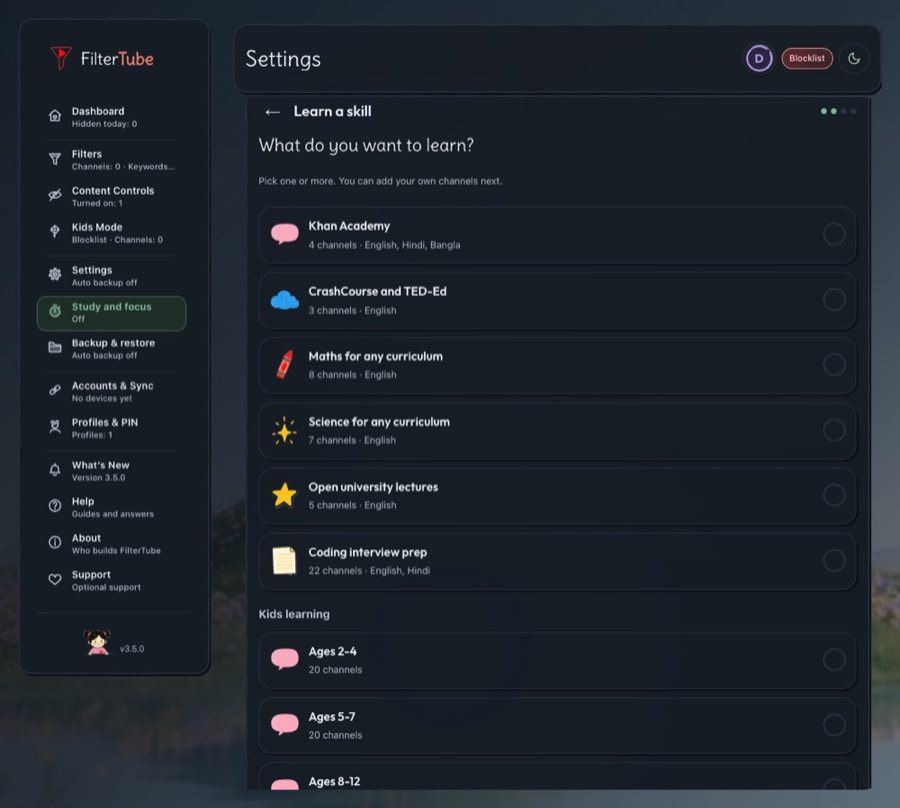 FilterTube
Dashboard
Hidden today: 0
Filters
Channels: 0 · Keywords...
Content Controls
Turned on: 1
Kids Mode
Blocklist · Channels: 0
Settings
Auto backup off
Study and focus
Off
Backup & restore
Auto backup off
Accounts & Sync
No devices yet
Profiles & PIN
Profiles: 1
What's New
Version 3.5.0
Help
Guides and answers
About
Who builds FilterTube
Support
Optional support
v3.5.0
Settings
D
Blocklist
← Learn a skill
What do you want to learn?
Pick one or more. You can add your own channels next.
Khan Academy
4 channels · English, Hindi, Bangla
CrashCourse and TED-Ed
3 channels · English
Maths for any curriculum
8 channels · English
Science for any curriculum
7 channels · English
Open university lectures
5 channels · English
Coding interview prep
22 channels · English, Hindi
Kids learning
Ages 2-4
20 channels
Ages 5-7
20 channels
Ages 8-12